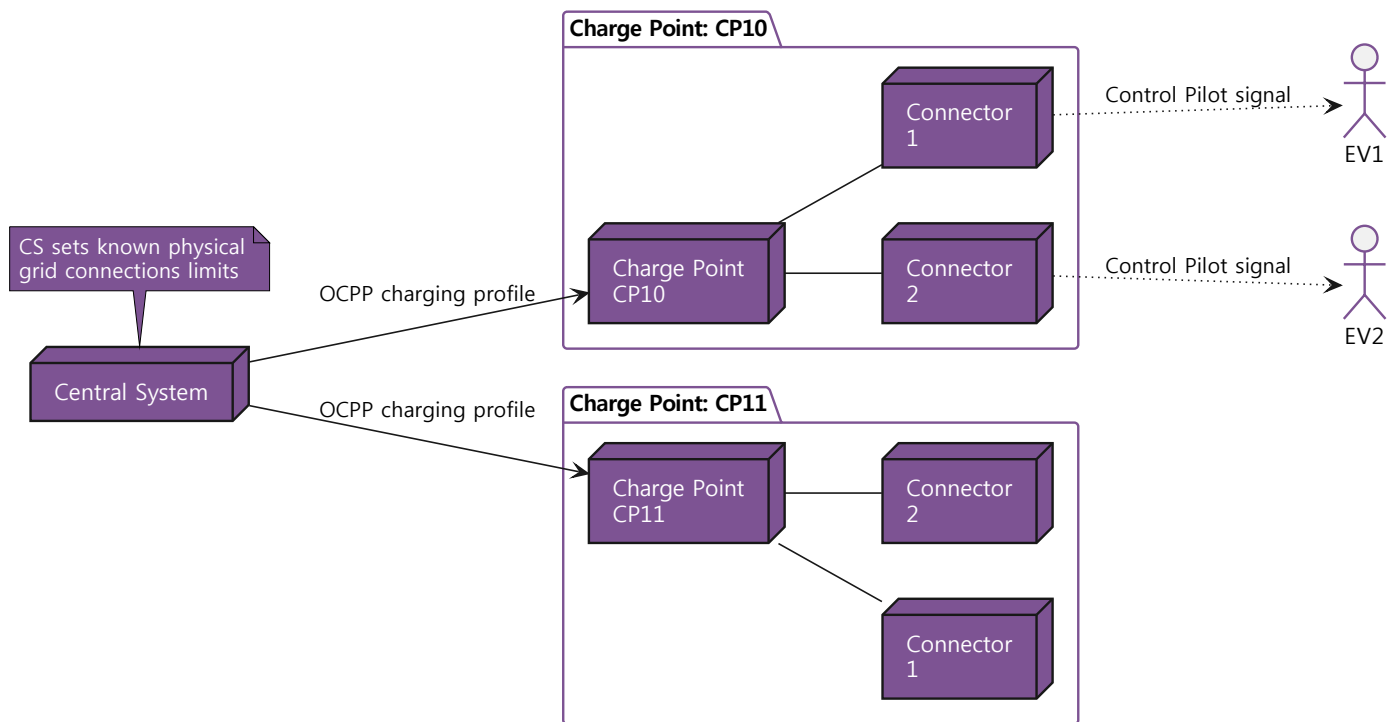 Charge Point: CP10
Connector
1
Control Pilot signal
EV1
CS sets known physical
grid connections limits
OCPP charging profile
Charge Point
CP10
Connector
2
Control Pilot signal
EV2
Central System
OCPP charging profile
Charge Point: CP11
Charge Point
CP11
Connector
2
Connector
1